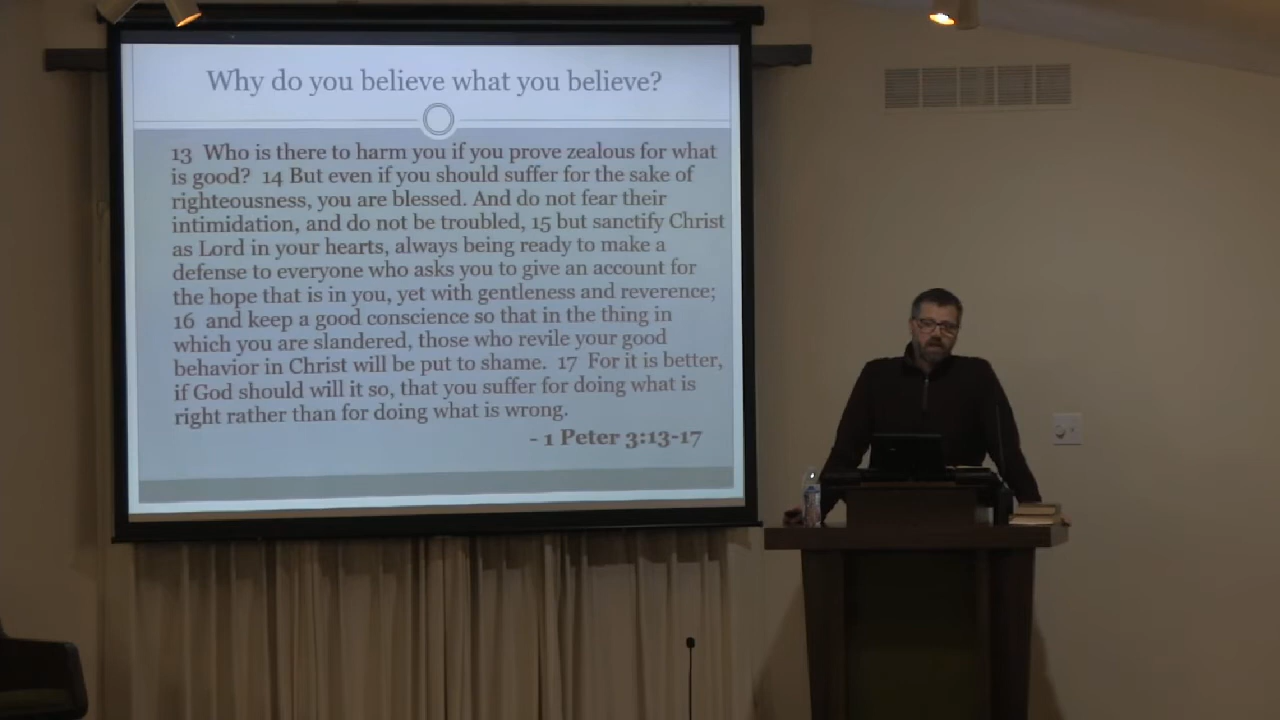 Why do you believe what you believe?
13 Who is there to harm you if you prove zealous for what
is good? 14 But even if you should suffer for the sake of
righteousness, you are blessed. And do not fear their
intimidation, and do not be troubled, 15 but sanctify Christ
as Lord in your hearts, always being ready to make a
defense to everyone who asks you to give an account for
the hope that is in you, yet with gentleness and reverence;
16 and keep a good conscience so that in the thing in
which you are slandered, those who revile your good
behavior in Christ will be put to shame. 17 For it is better,
if God should will it so, that you suffer for doing what is
right rather than for doing what is wrong.
- 1 Peter 3:13-17